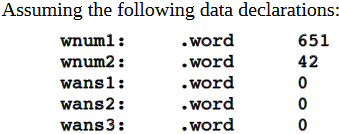 Assuming the following data declarations:
wnum1: .word 651
wnum2: .word 42
wans1: .word 0
wans2: .word 0
wans3: .word 0